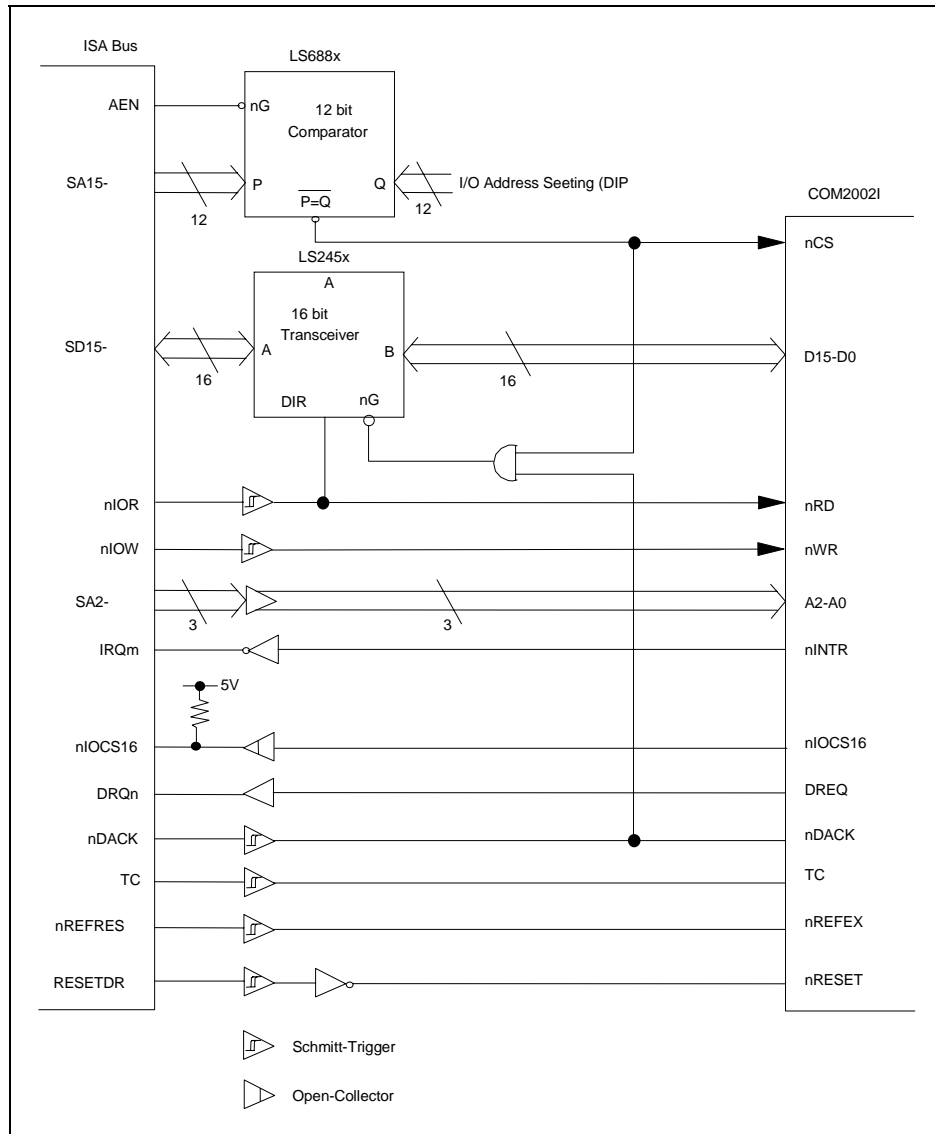 ISA Bus
LS688x
AEN
nG
12 bit
Comparator
SA15-
12
P
P=Q
Q
12
I/O Address Seeting (DIP
COM2002I
nCS
LS245x
A
16 bit
Transceiver
SD15-
16
A
B
16
D15-D0
DIR
nG
nIOR
nRD
nIOW
nWR
SA2-
3
3
A2-A0
IRQm
nINTR
5V
nIOCS16
nIOCS16
DRQn
DREQ
nDACK
nDACK
TC
TC
nREFRES
nREFEX
RESETDR
nRESET
Schmitt-Trigger
Open-Collector